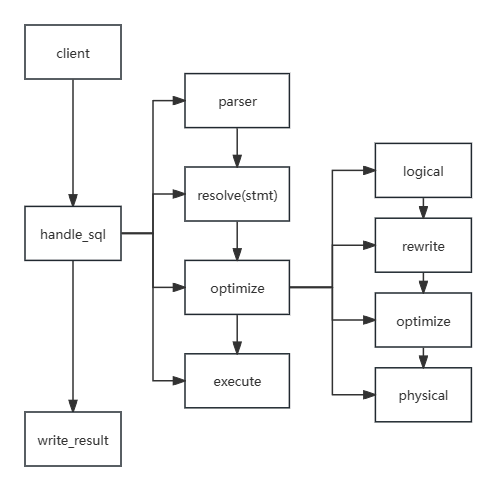 client
handle_sql
write_result
parser
resolve(stmt)
optimize
execute
logical
rewrite
optimize
physical